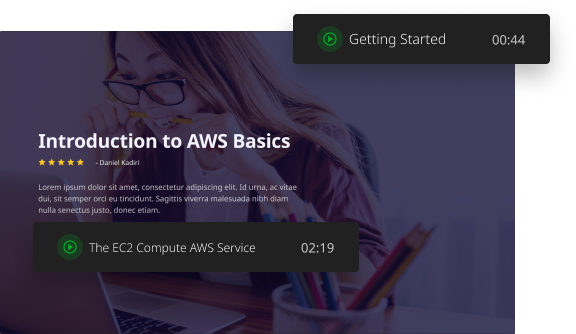 Getting Started 00:44
Introduction to AWS Basics
- Daniel Kadiri
Lorem ipsum dolor sit amet, consectetur adipiscing elit. Id urna, ac vitae
dui, sit semper orci eu tincidunt. Sagittis viverra malesuada nibh diam
nulla senectus justo, donec etiam.
The EC2 Compute AWS Service 02:19